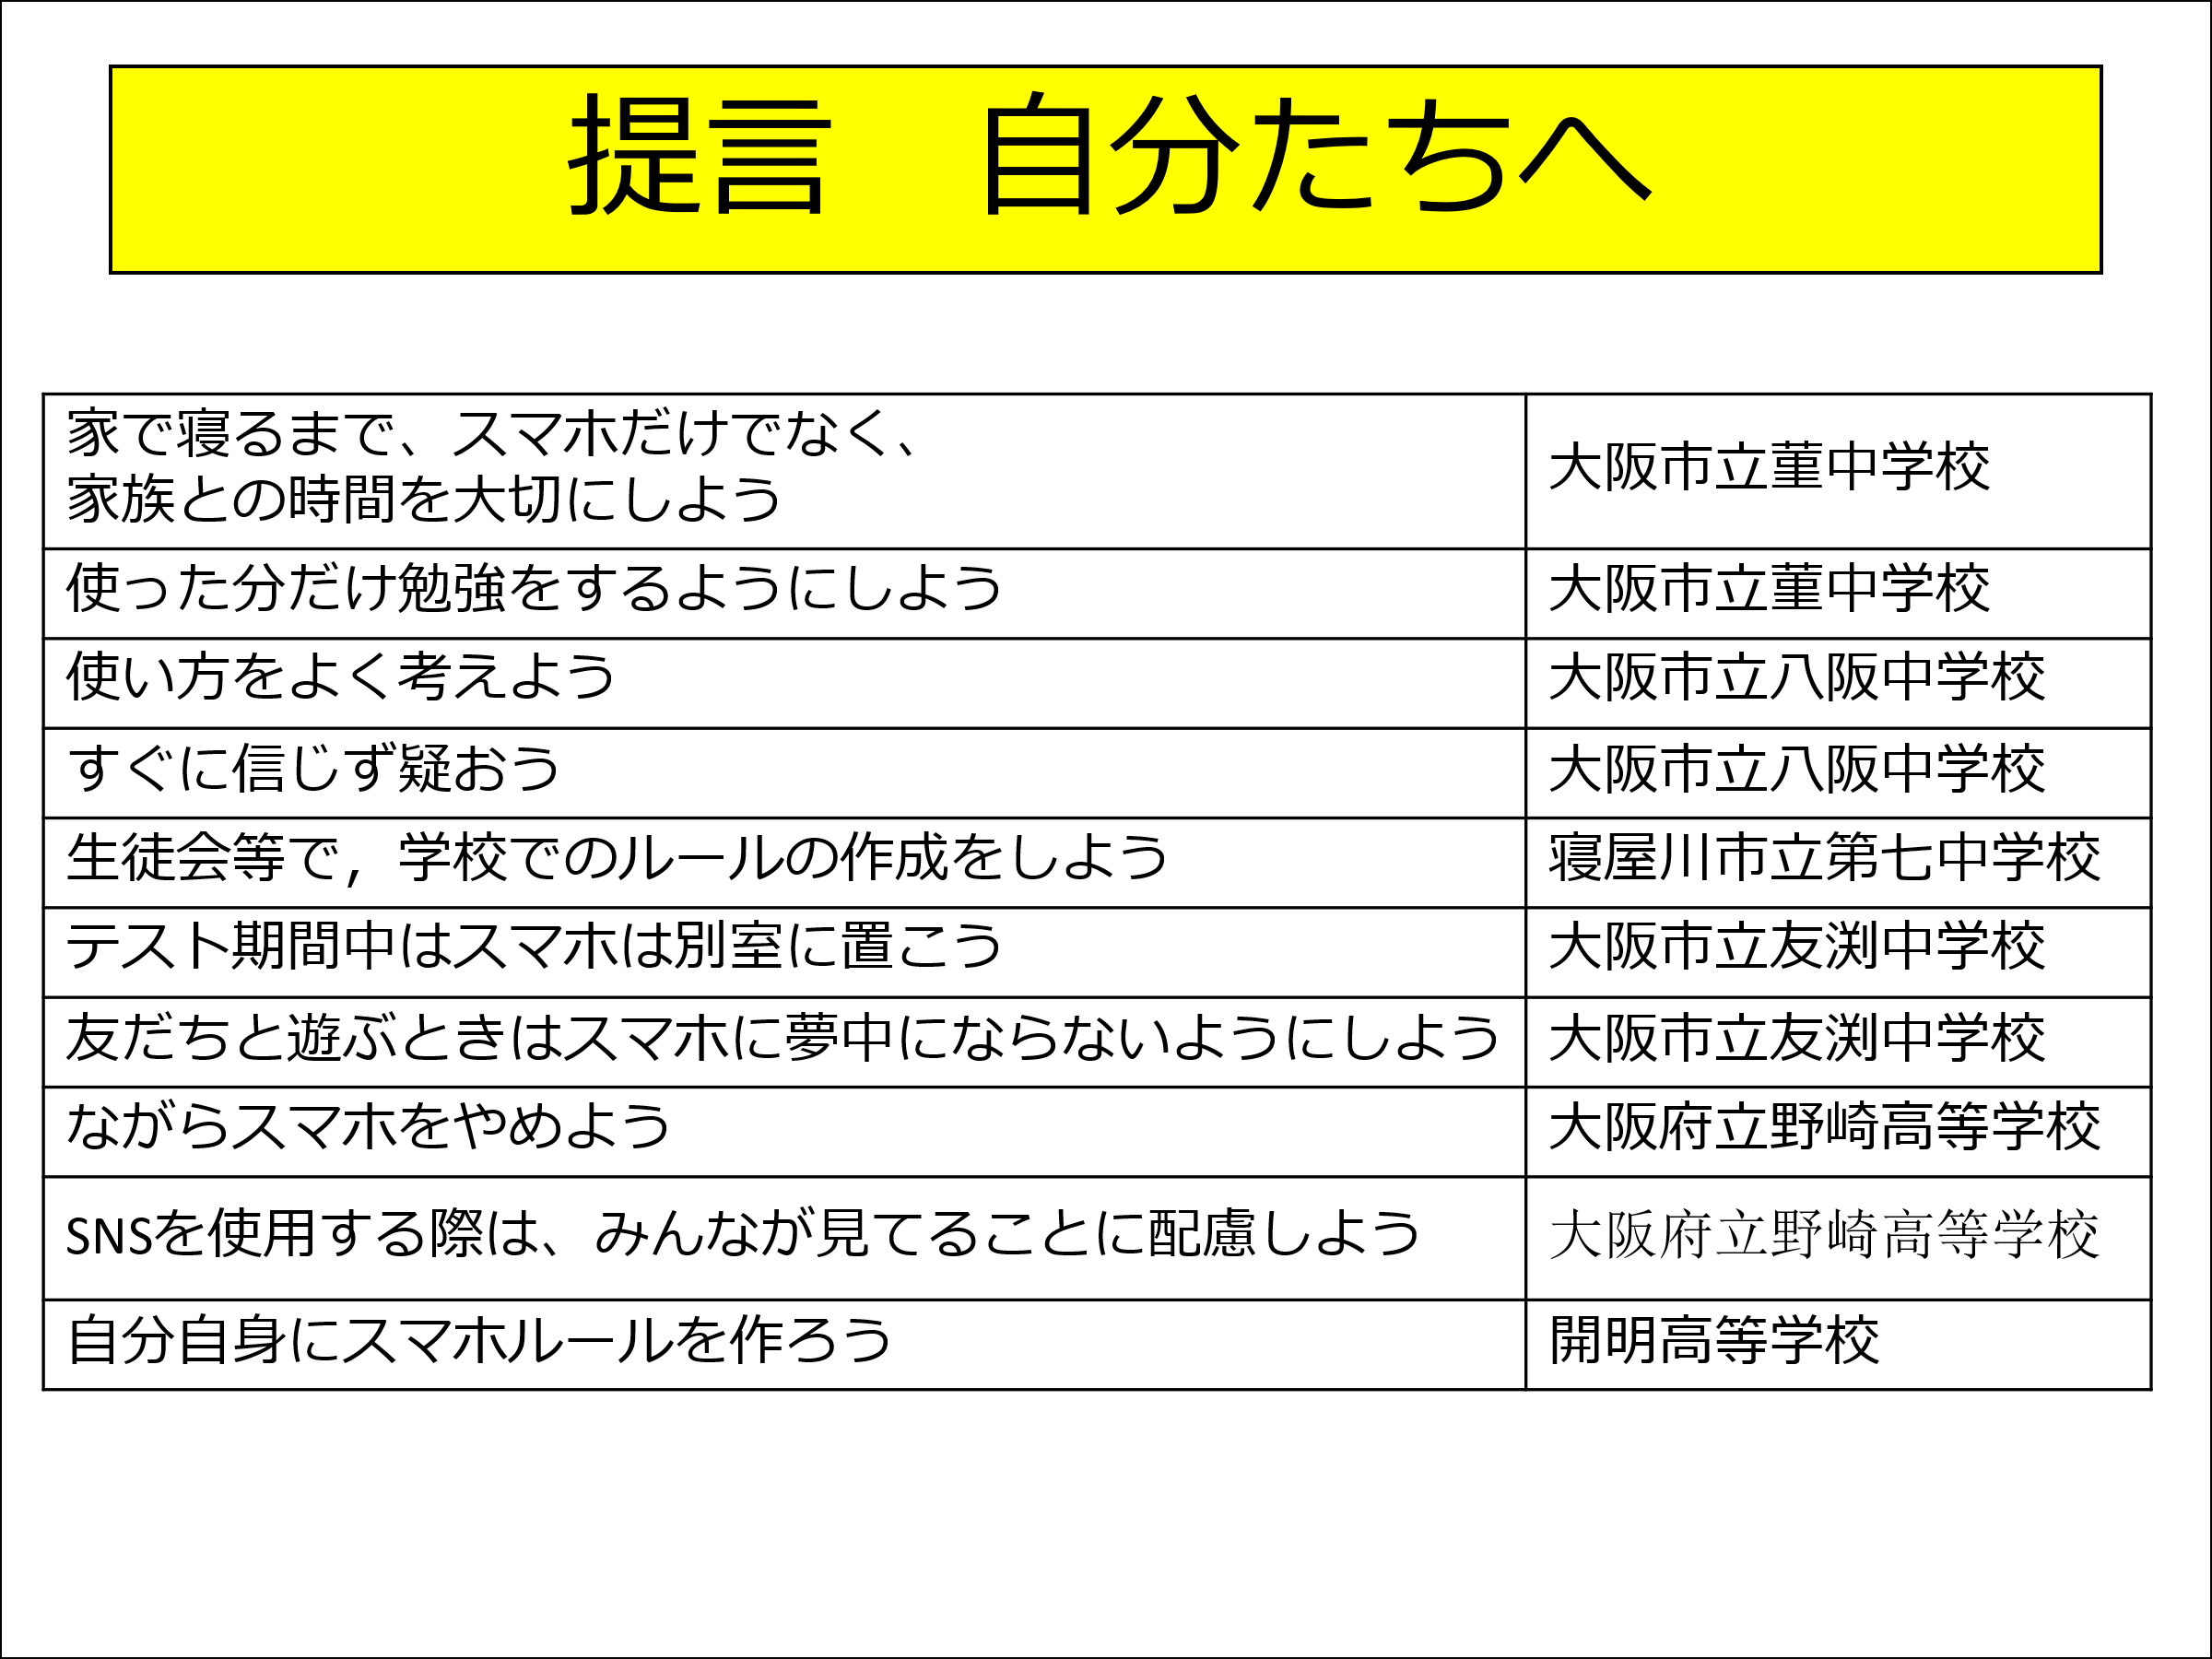 提言　自分たちへ
家で寝るまで、スマホだけでなく、
家族との時間を大切にしよう
大阪市立菫中学校
使った分だけ勉強をするようにしよう
大阪市立菫中学校
使い方をよく考えよう
大阪市立八阪中学校
すぐに信じず疑おう
大阪市立八阪中学校
生徒会等で，学校でのルールの作成をしよう
寝屋川市立第七中学校
テスト期間中はスマホは別室に置こう
大阪市立友渕中学校
友だちと遊ぶときはスマホに夢中にならないようにしよう
大阪市立友渕中学校
ながらスマホをやめよう
大阪府立野崎高等学校
SNSを使用する際は、みんなが見てることに配慮しよう
大阪府立野崎高等学校
自分自身にスマホルールを作ろう
開明高等学校